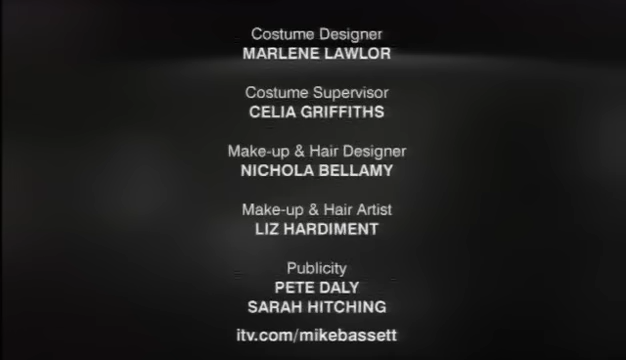 Costume Designer
MARLENE LAWLOR
Costume Supervisor
CELIA GRIFFITHS
Make-up & Hair Designer
NICHOLA BELLAMY
Make-up & Hair Artist
LIZ HARDIMENT
Publicity
PETE DALY
SARAH HITCHING
itv.com/mikebassett